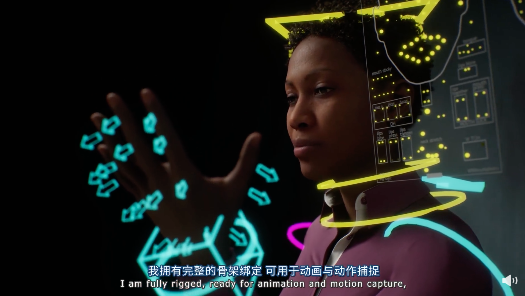 我拥有完整的骨架绑定 可用于动画与动作捕捉
I am fully rigged, ready for animation and motion capture,